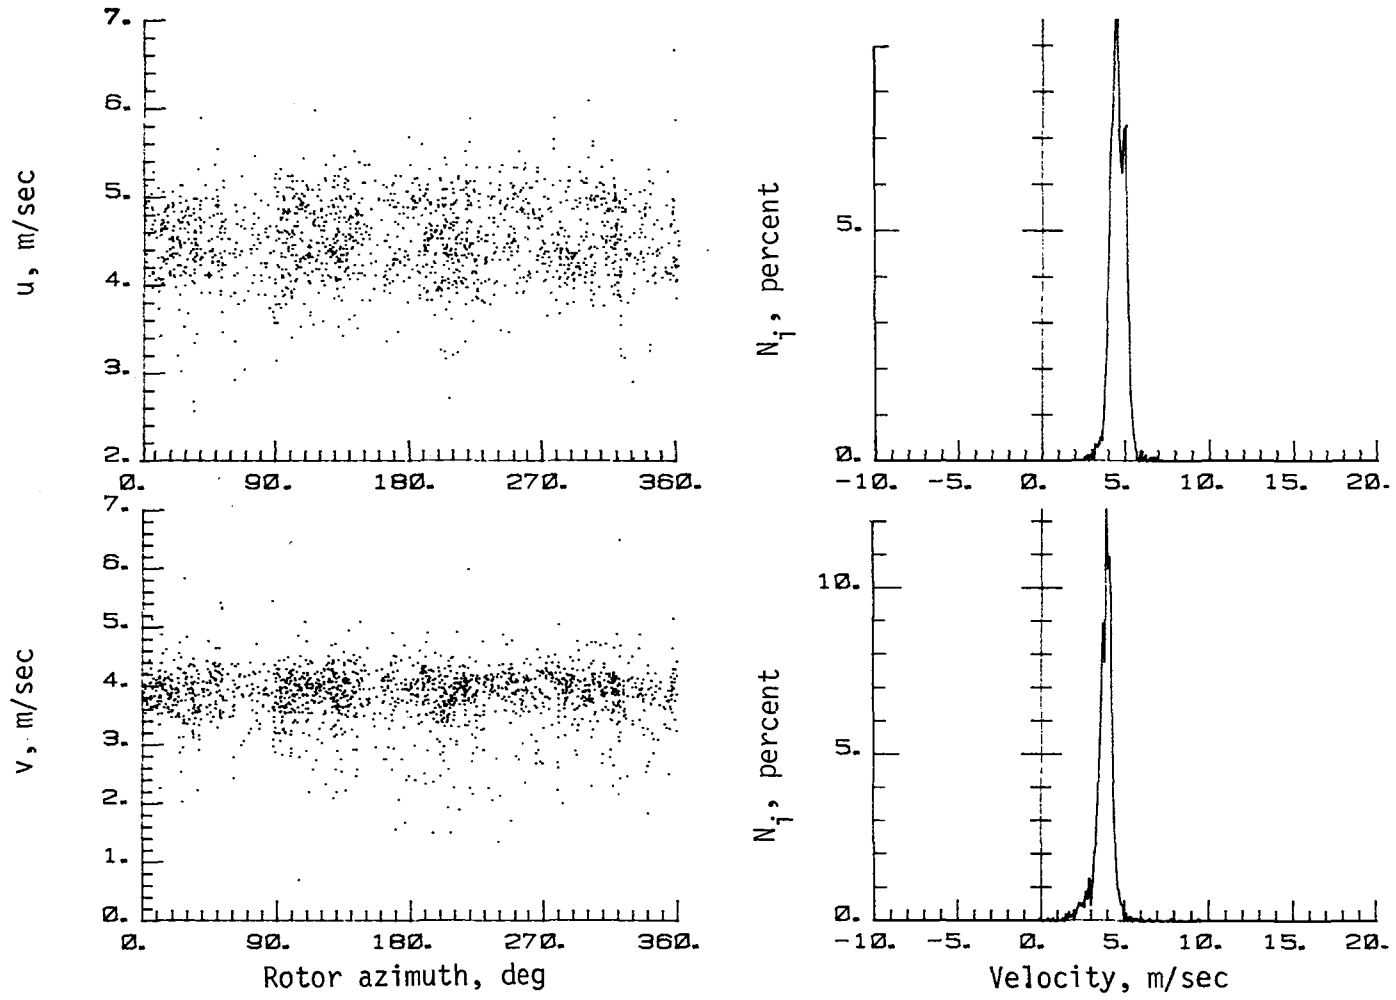 7.
6.
5.
4.
3.
2.
u, m/sec
0. 90. 180. 270. 360.
5.
0.
N_j, percent
-10. -5. 0. 5. 10. 15. 20.
7.
6.
5.
4.
3.
2.
1.
0.
v, m/sec
0. 90. 180. 270. 360.
Rotor azimuth, deg
10.
5.
0.
N_j, percent
-10. -5. 0. 5. 10. 15. 20.
Velocity, m/sec